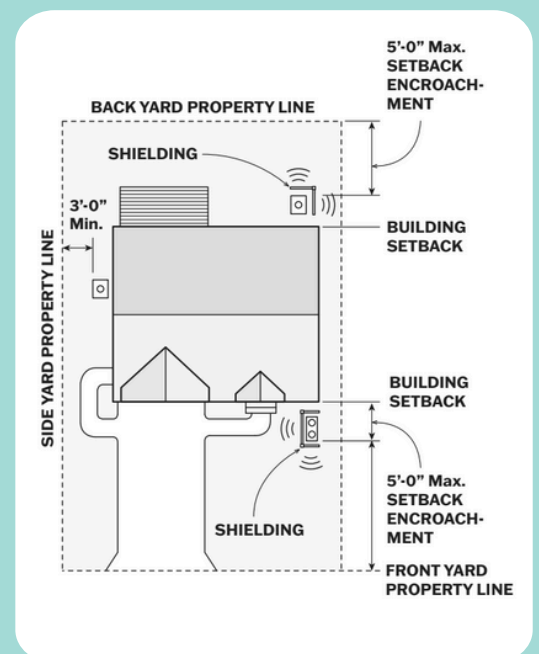 5'-0” Max.
SETBACK
ENCROACH-
MENT
BACK YARD PROPERTY LINE
SHIELDING
3'-0”
Min.
BUILDING
SETBACK
SIDE YARD PROPERTY LINE
BUILDING
SETBACK
5'-0” Max.
SETBACK
ENCROACH-
MENT
SHIELDING
FRONT YARD
PROPERTY LINE